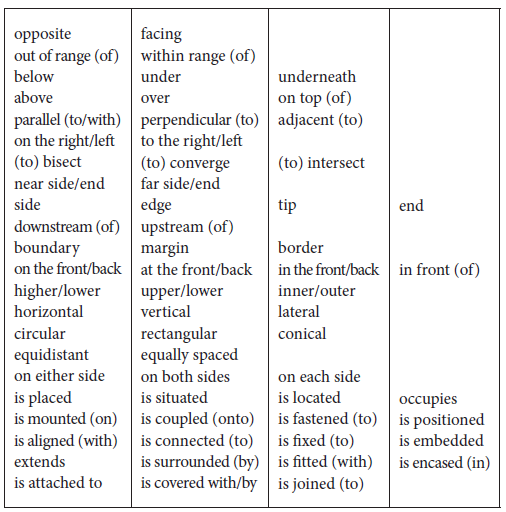 opposite facing
out of range (of) within range (of)
below under underneath
above over on top (of)
parallel (to/with) perpendicular (to) adjacent (to)
on the right/left to the right/left
(to) bisect (to) converge (to) intersect
near side/end far side/end
side edge tip end
downstream (of) upstream (of)
boundary margin border
on the front/back at the front/back in the front/back in front (of)
higher/lower upper/lower inner/outer
horizontal vertical lateral
circular rectangular conical
equidistant equally spaced
on either side on both sides on each side
is placed is situated is located occupies
is mounted (on) is coupled (onto) is fastened (to) is positioned
is aligned (with) is connected (to) is fixed (to) is embedded
extends is surrounded (by) is fitted (with) is encased (in)
is attached to is covered with/by is joined (to)